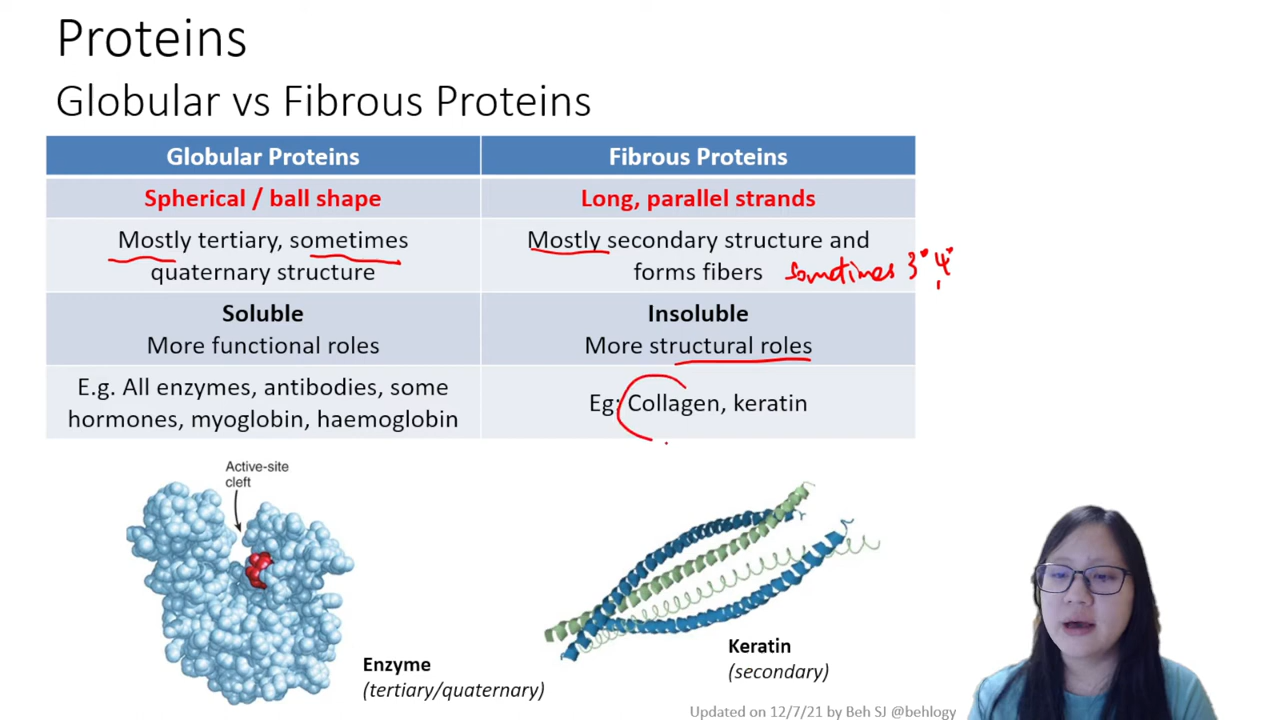 Proteins
Globular vs Fibrous Proteins
Globular Proteins
Fibrous Proteins
Spherical / ball shape
Long, parallel strands
Mostly tertiary, sometimes
quaternary structure
Mostly secondary structure and
forms fibers sometimes 3° 4°
Soluble
More functional roles
Insoluble
More structural roles
E.g. All enzymes, antibodies, some
hormones, myoglobin, haemoglobin
Eg: Collagen, keratin
Active-site
cleft
Enzyme
(tertiary/quaternary)
Keratin
(secondary)
Updated on 12/7/21 by Beh SJ @behlogy